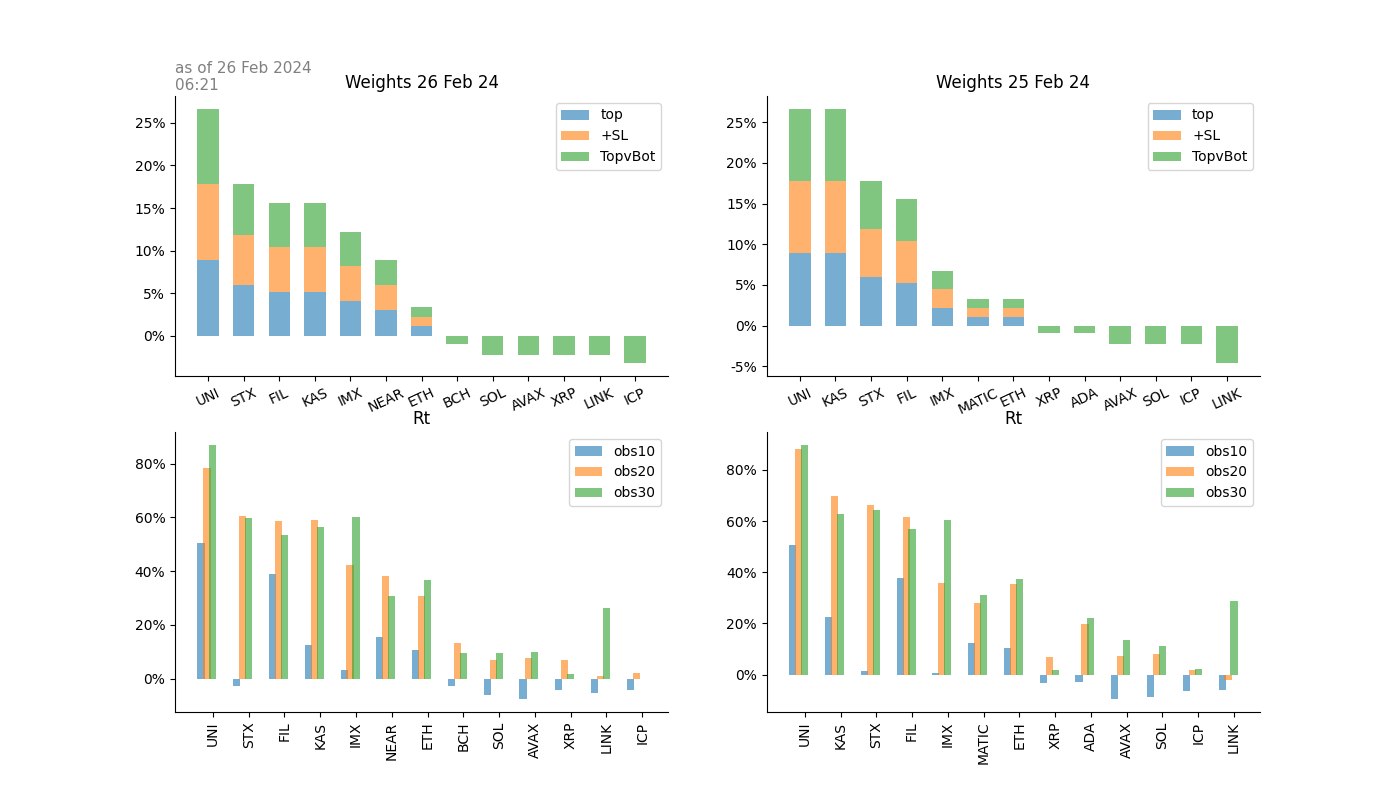 as of 26 Feb 2024
06:21
Weights 26 Feb 24
25%
20%
15%
10%
5%
0%
top
+SL
TopvBot
UNI STX FIL KAS IMX NEAR ETH BCH SOL AVAX XRP LINK ICP
Weights 25 Feb 24
25%
20%
15%
10%
5%
0%
-5%
top
+SL
TopvBot
UNI KAS STX FIL IMX MATIC ETH XRP ADA AVAX SOL ICP LINK
Rt
80%
60%
40%
20%
0%
obs10
obs20
obs30
UNI STX FIL KAS IMX NEAR ETH BCH SOL AVAX XRP LINK ICP
Rt
80%
60%
40%
20%
0%
obs10
obs20
obs30
UNI KAS STX FIL IMX MATIC ETH XRP ADA AVAX SOL ICP LINK